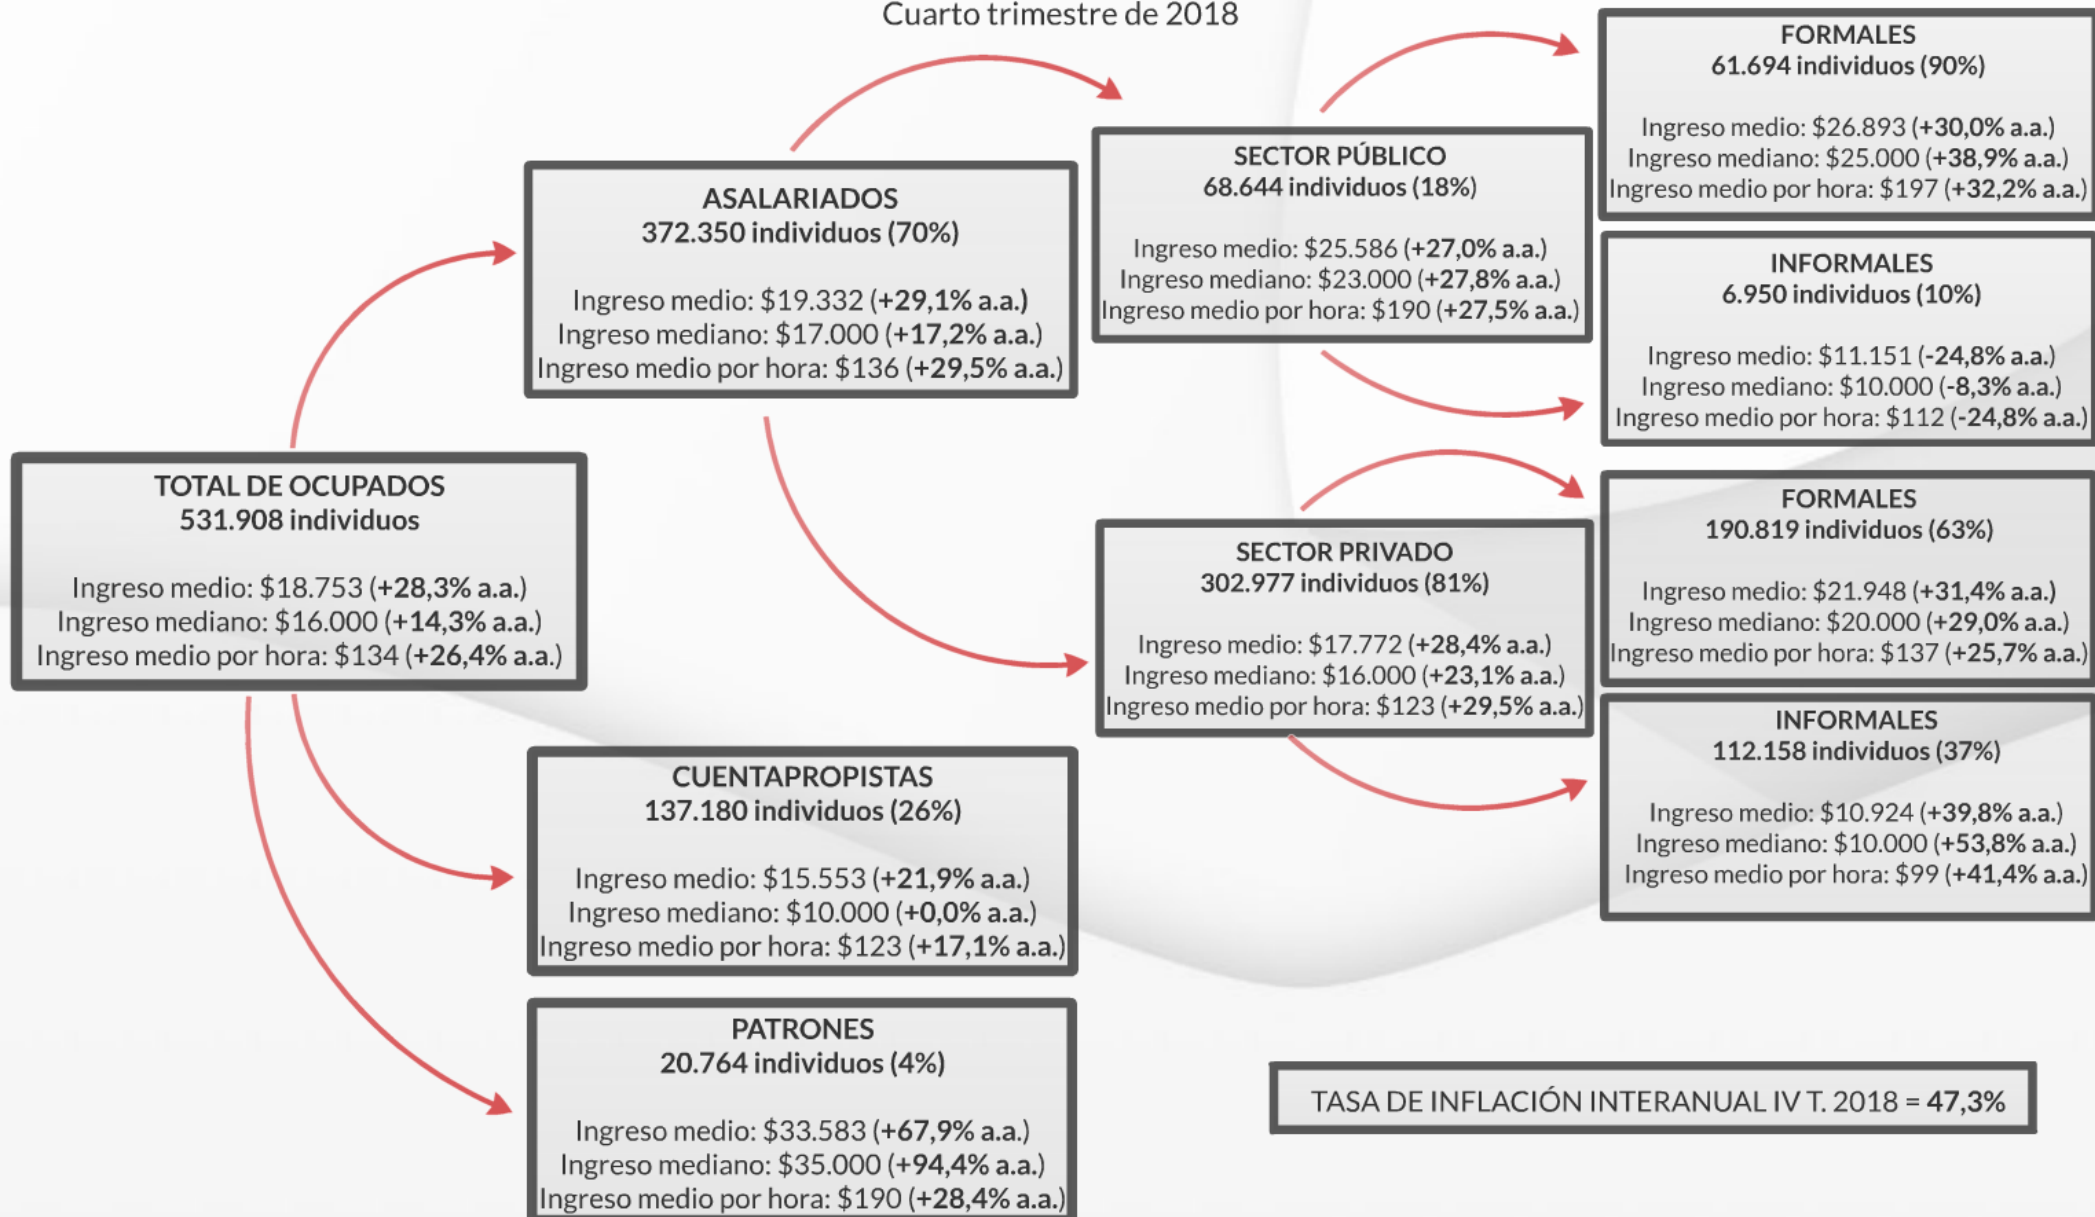 Cuarto trimestre de 2018
TOTAL DE OCUPADOS
531.908 individuos
Ingreso medio: $18.753 (+28,3% a.a.)
Ingreso mediano: $16.000 (+14,3% a.a.)
Ingreso medio por hora: $134 (+26,4% a.a.)
ASALARIADOS
372.350 individuos (70%)
Ingreso medio: $19.332 (+29,1% a.a.)
Ingreso mediano: $17.000 (+17,2% a.a.)
Ingreso medio por hora: $136 (+29,5% a.a.)
CUENTAPROPISTAS
137.180 individuos (26%)
Ingreso medio: $15.553 (+21,9% a.a.)
Ingreso mediano: $10.000 (+0,0% a.a.)
Ingreso medio por hora: $123 (+17,1% a.a.)
PATRONES
20.764 individuos (4%)
Ingreso medio: $33.583 (+67,9% a.a.)
Ingreso mediano: $35.000 (+94,4% a.a.)
Ingreso medio por hora: $190 (+28,4% a.a.)
SECTOR PÚBLICO
68.644 individuos (18%)
Ingreso medio: $25.586 (+27,0% a.a.)
Ingreso mediano: $23.000 (+27,8% a.a.)
Ingreso medio por hora: $190 (+27,5% a.a.)
SECTOR PRIVADO
302.977 individuos (81%)
Ingreso medio: $17.772 (+28,4% a.a.)
Ingreso mediano: $16.000 (+23,1% a.a.)
Ingreso medio por hora: $123 (+29,5% a.a.)
FORMALES
61.694 individuos (90%)
Ingreso medio: $26.893 (+30,0% a.a.)
Ingreso mediano: $25.000 (+38,9% a.a.)
Ingreso medio por hora: $197 (+32,2% a.a.)
INFORMALES
6.950 individuos (10%)
Ingreso medio: $11.151 (-24,8% a.a.)
Ingreso mediano: $10.000 (-8,3% a.a.)
Ingreso medio por hora: $112 (-24,8% a.a.)
FORMALES
190.819 individuos (63%)
Ingreso medio: $21.948 (+31,4% a.a.)
Ingreso mediano: $20.000 (+29,0% a.a.)
Ingreso medio por hora: $137 (+25,7% a.a.)
INFORMALES
112.158 individuos (37%)
Ingreso medio: $10.924 (+39,8% a.a.)
Ingreso mediano: $10.000 (+53,8% a.a.)
Ingreso medio por hora: $99 (+41,4% a.a.)
TASA DE INFLACIÓN INTERANUAL IV T. 2018 = 47,3%